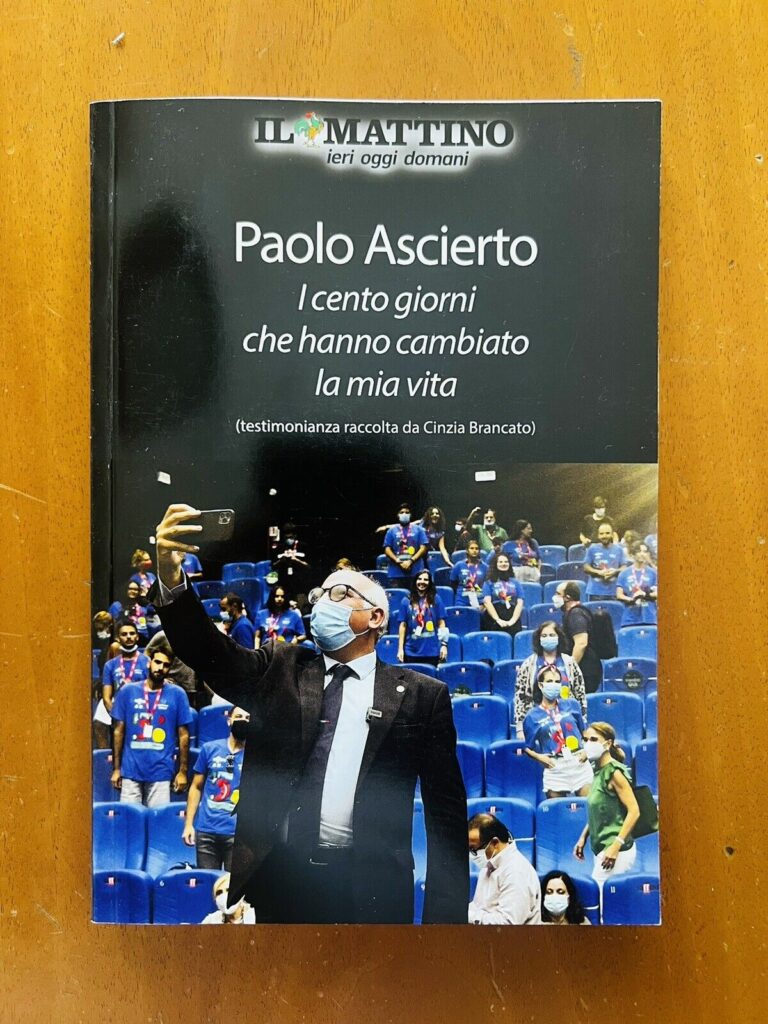 IL MATTINO
ieri oggi domani
Paolo Ascierto
I cento giorni
che hanno cambiato
la mia vita
(testimonianza raccolta da Cinzia Brancato)